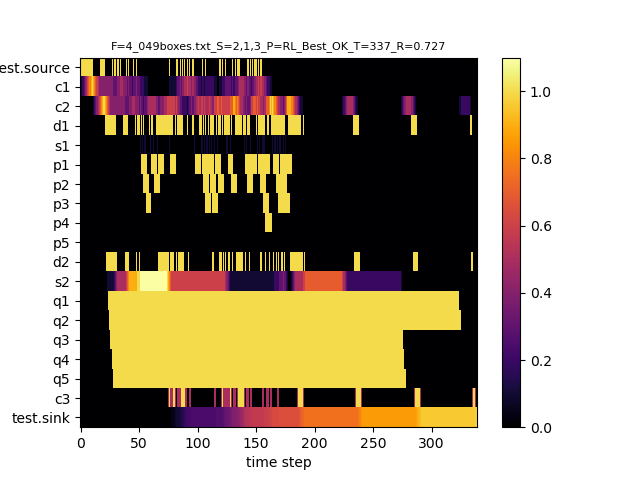 F=4_049boxes.txt_S=2,1,3_P=RL_Best_OK_T=337_R=0.727
est.source
c1
c2
d1
s1
p1
p2
p3
p4
p5
d2
s2
q1
q2
q3
q4
q5
c3
test.sink
0 50 100 150 200 250 300
time step
1.0
0.8
0.6
0.4
0.2
0.0